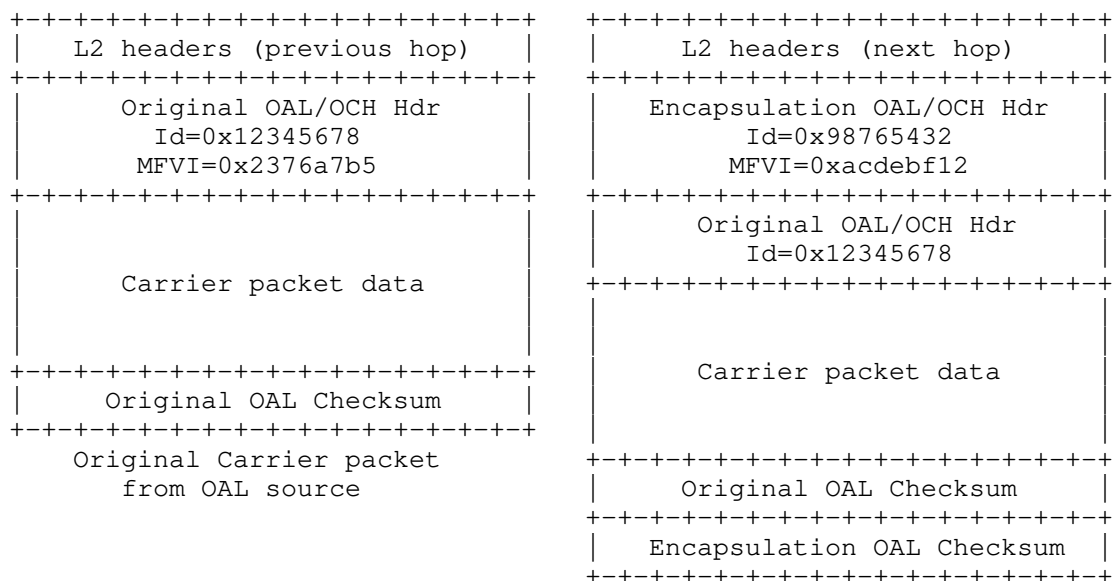 L2 headers (previous hop)
Original OAL/OCH Hdr
Id=0x12345678
MFVI=0x2376a7b5
Carrier packet data
Original OAL Checksum
Original Carrier packet
from OAL source
L2 headers (next hop)
Encapsulation OAL/OCH Hdr
Id=0x98765432
MFVI=0xacdebf12
Original OAL/OCH Hdr
Id=0x12345678
Carrier packet data
Original OAL Checksum
Encapsulation OAL Checksum